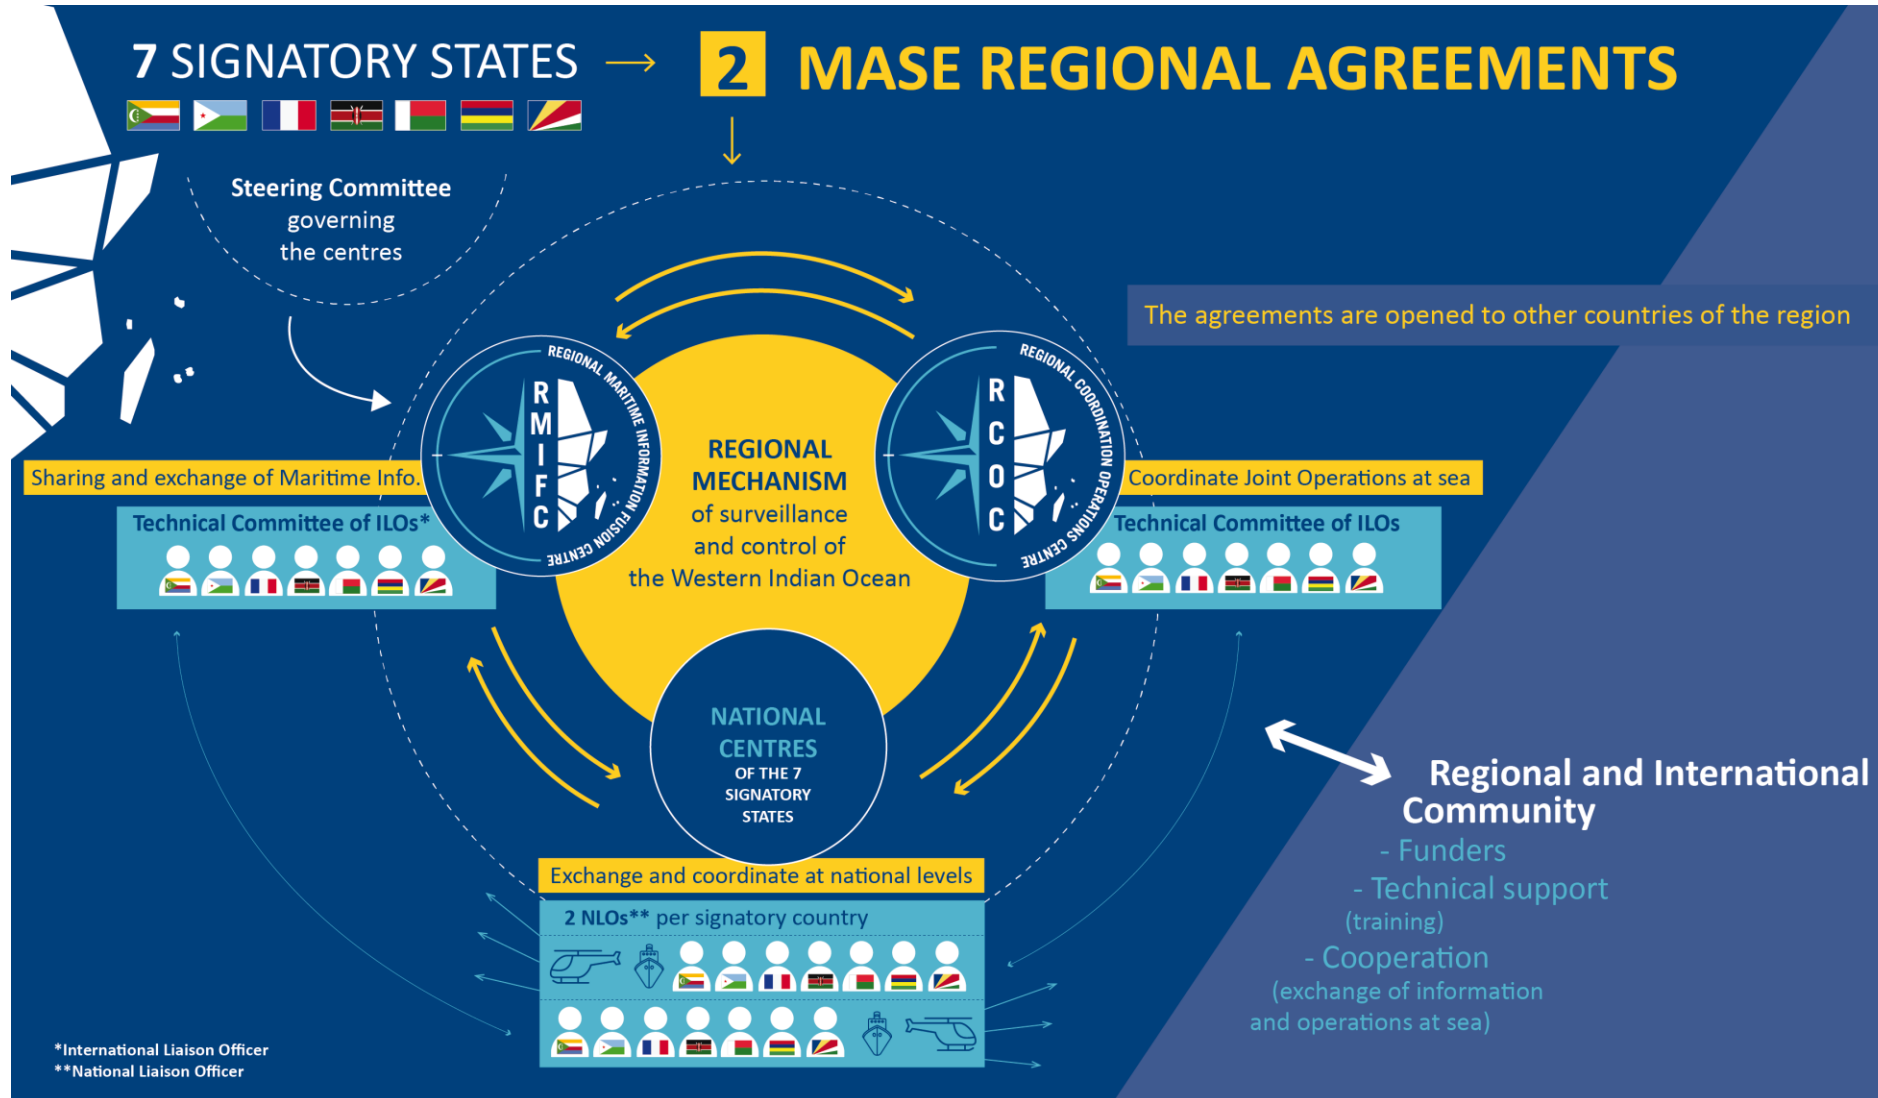 7 SIGNATORY STATES
2 MASE REGIONAL AGREEMENTS
Steering Committee
governing
the centres
The agreements are opened to other countries of the region
REGIONAL MARITIME INFORMATION FUSION CENTRE
RMIFC
REGIONAL COORDINATION OPERATIONS CENTRE
RCOC
REGIONAL
MECHANISM
of surveillance
and control of
the Western Indian Ocean
Sharing and exchange of Maritime Info.
Technical Committee of ILOs*
Coordinate Joint Operations at sea
Technical Committee of ILOs
NATIONAL
CENTRES
OF THE 7
SIGNATORY
STATES
Exchange and coordinate at national levels
2 NLOs** per signatory country
Regional and International
Community
- Funders
- Technical support
(training)
- Cooperation
(exchange of information
and operations at sea)
*International Liaison Officer
**National Liaison Officer